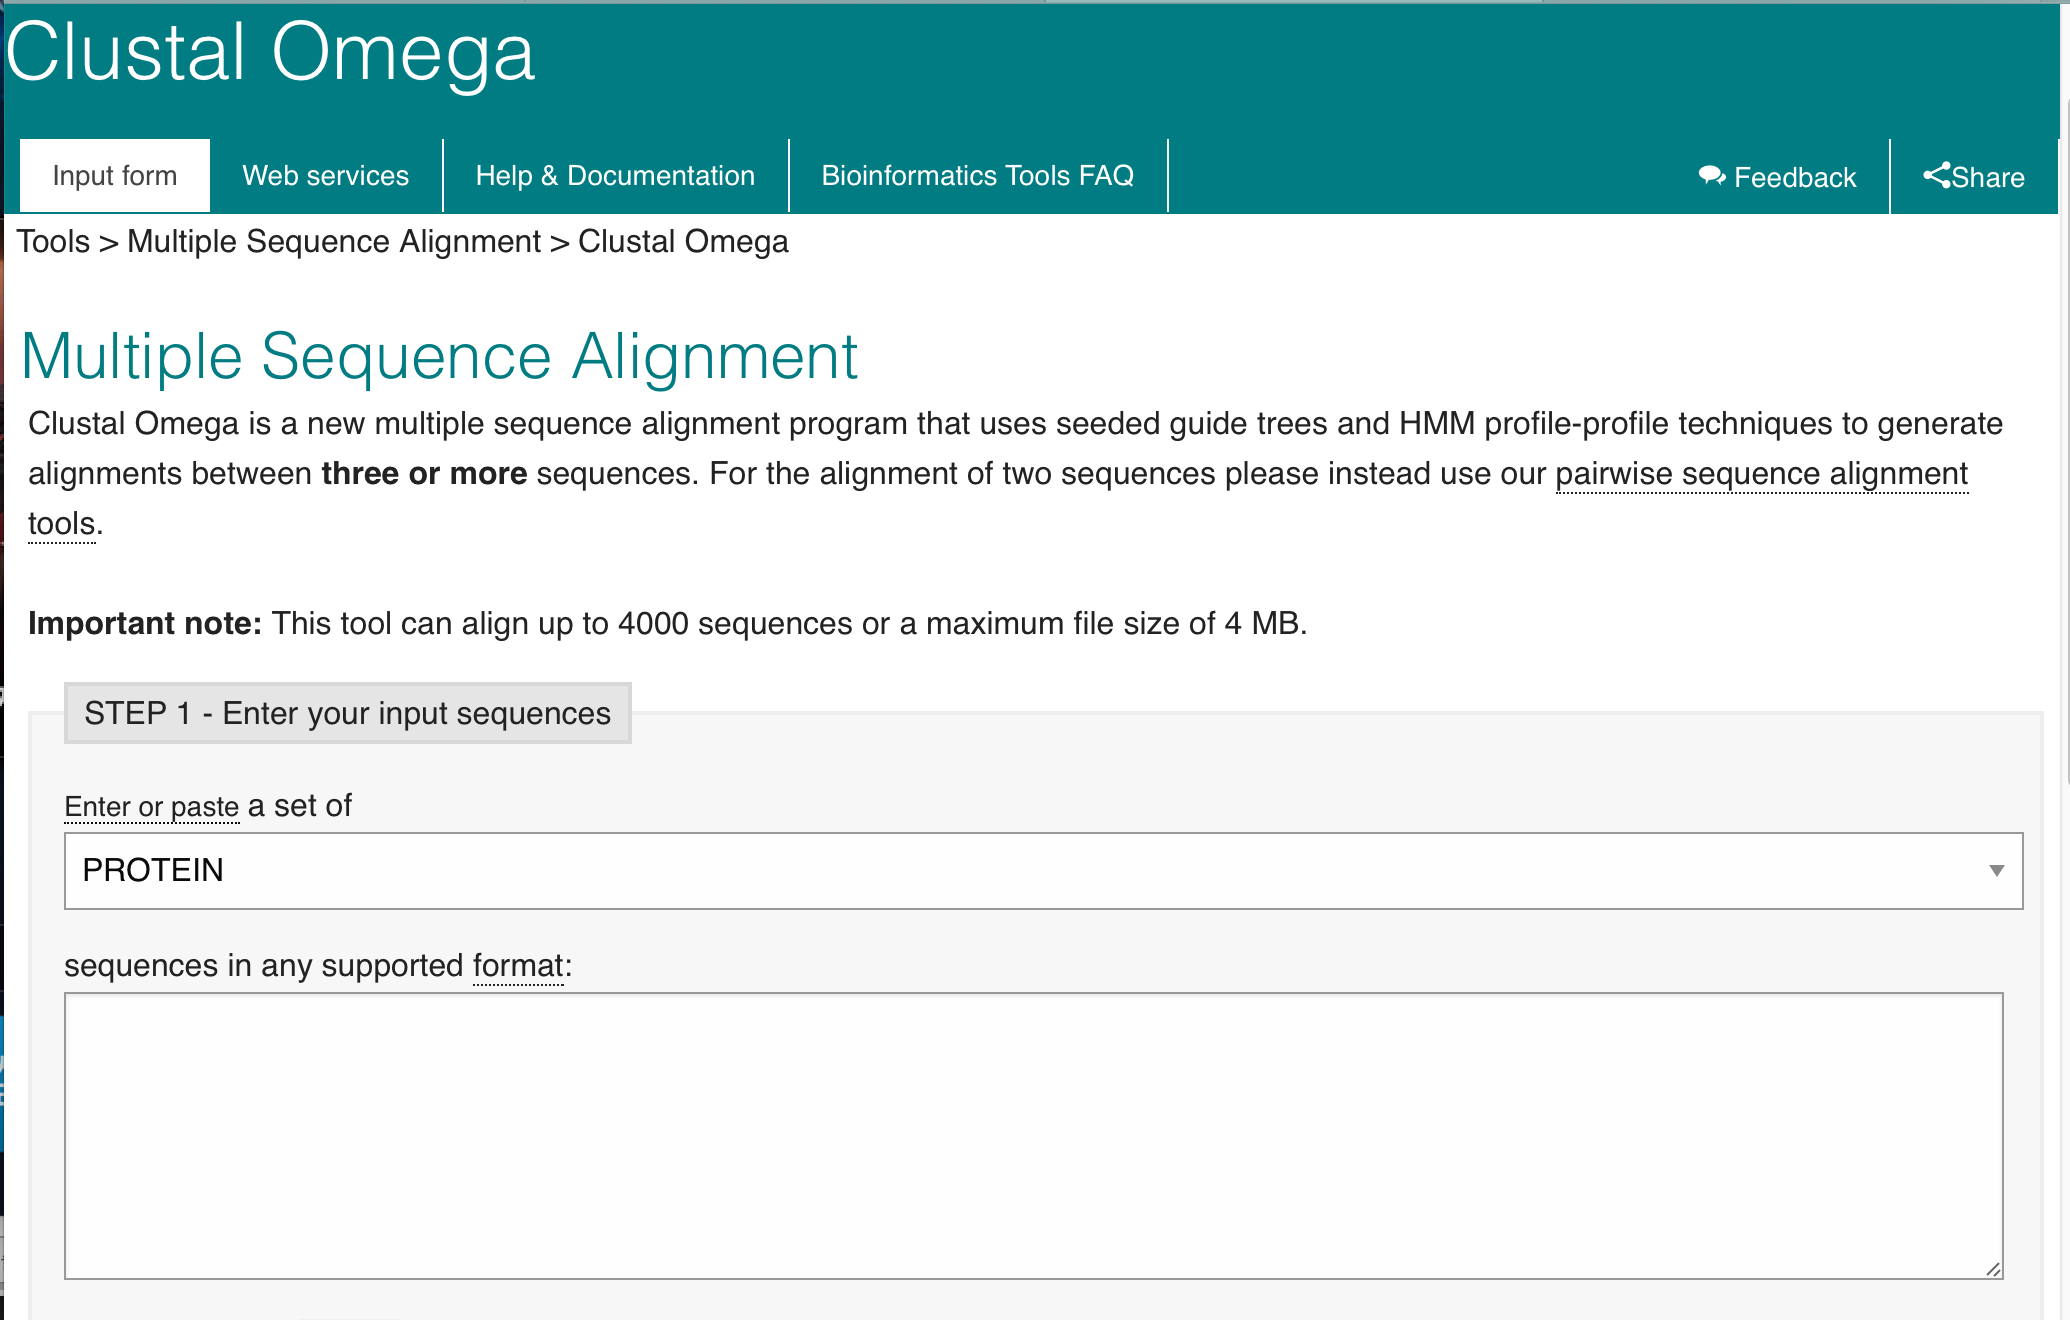 Clustal Omega
Input form
Web services
Help & Documentation
Bioinformatics Tools FAQ
Feedback
Share
Tools > Multiple Sequence Alignment > Clustal Omega
Multiple Sequence Alignment
Clustal Omega is a new multiple sequence alignment program that uses seeded guide trees and HMM profile-profile techniques to generate
alignments between three or more sequences. For the alignment of two sequences please instead use our pairwise sequence alignment
tools.
Important note: This tool can align up to 4000 sequences or a maximum file size of 4 MB.
STEP 1 - Enter your input sequences
Enter or paste a set of
PROTEIN
sequences in any supported format: